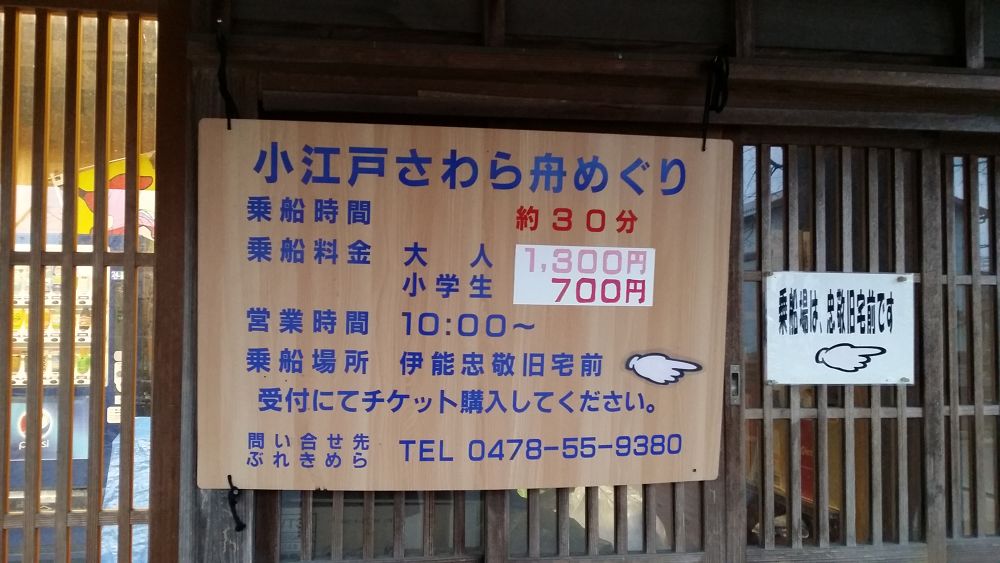 小江戸さわら舟めぐり
乗船時間 約30分
乗船料金 大人 1,300円
小学生 700円
営業時間 10:00～
乗船場所 伊能忠敬旧宅前
受付にてチケット購入してください。
問い合せ先
ぶれきめら
TEL 0478-55-9380
乗船場は、忠敬旧宅前です
pepsi